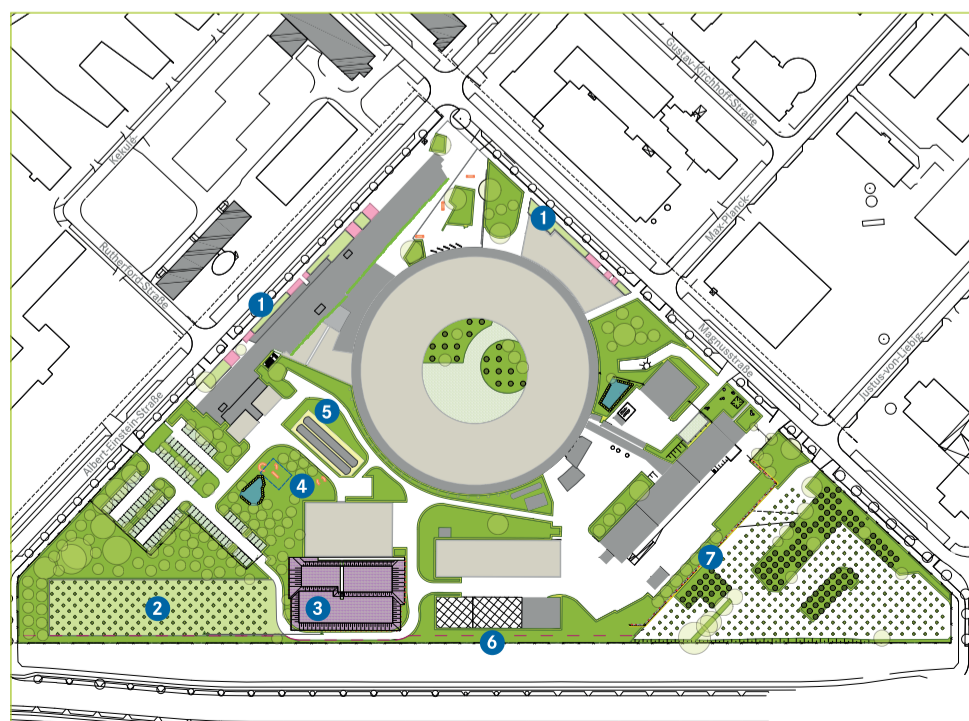 Gustav-Kirchhoff-Straße
Kekulé-
Max-Planck-
Rutherford-Straße
1
1
Magnusstraße
Justus-von-Liebig-
Albert-Einstein-Straße
5
4
7
2
3
6